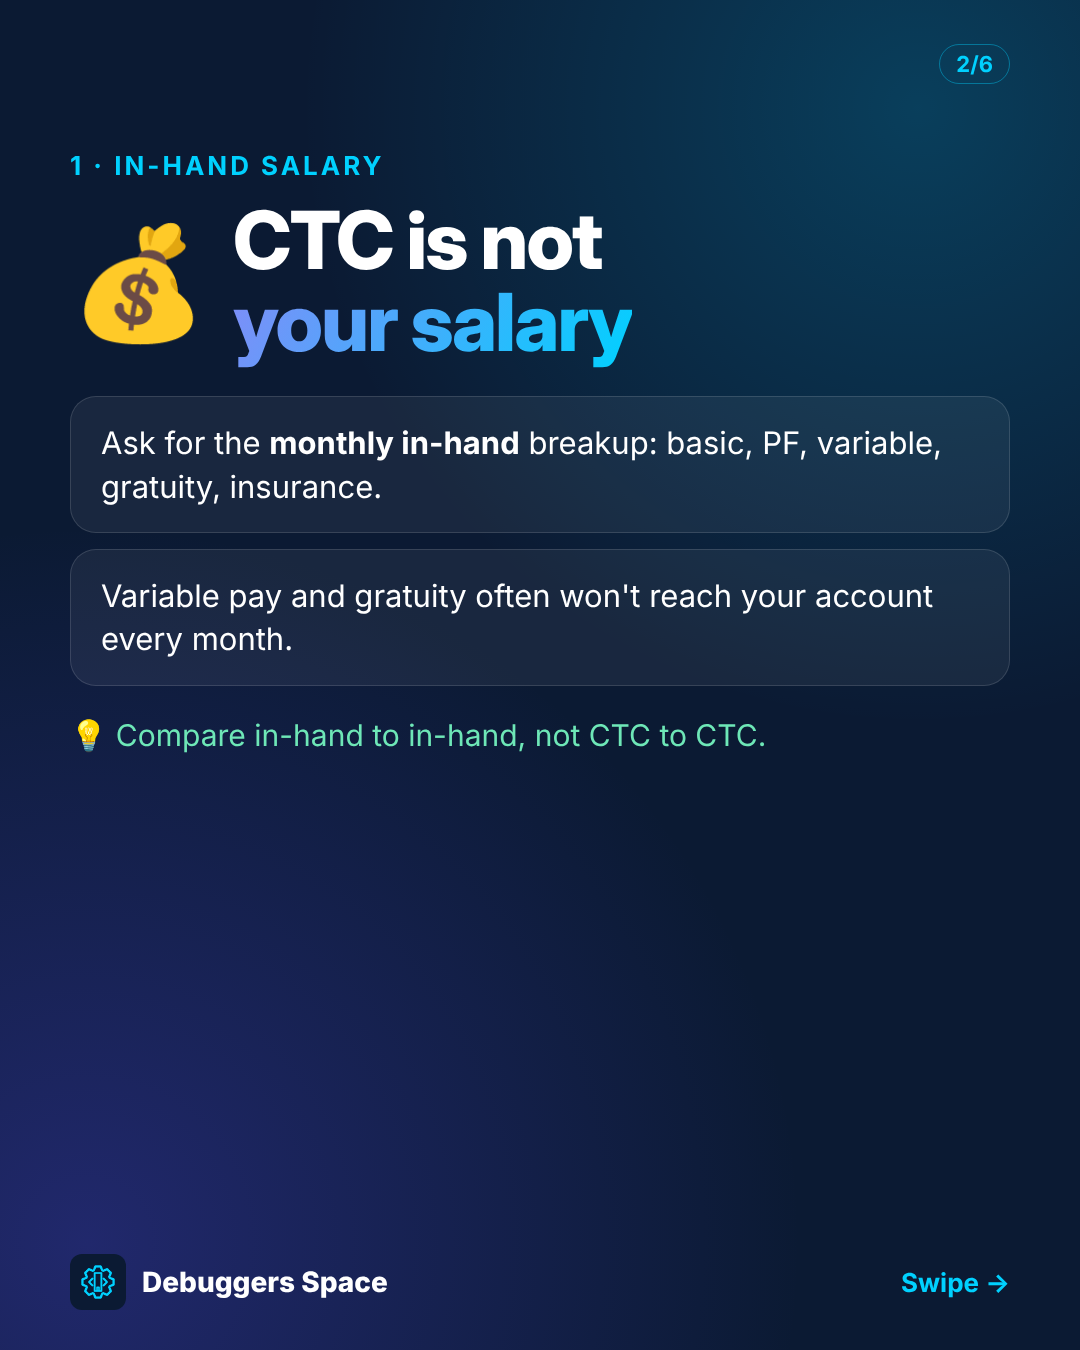 2/6
1 · IN-HAND SALARY
CTC is not
your salary
Ask for the monthly in-hand breakup: basic, PF, variable,
gratuity, insurance.
Variable pay and gratuity often won't reach your account
every month.
💡 Compare in-hand to in-hand, not CTC to CTC.
Debuggers Space
Swipe →